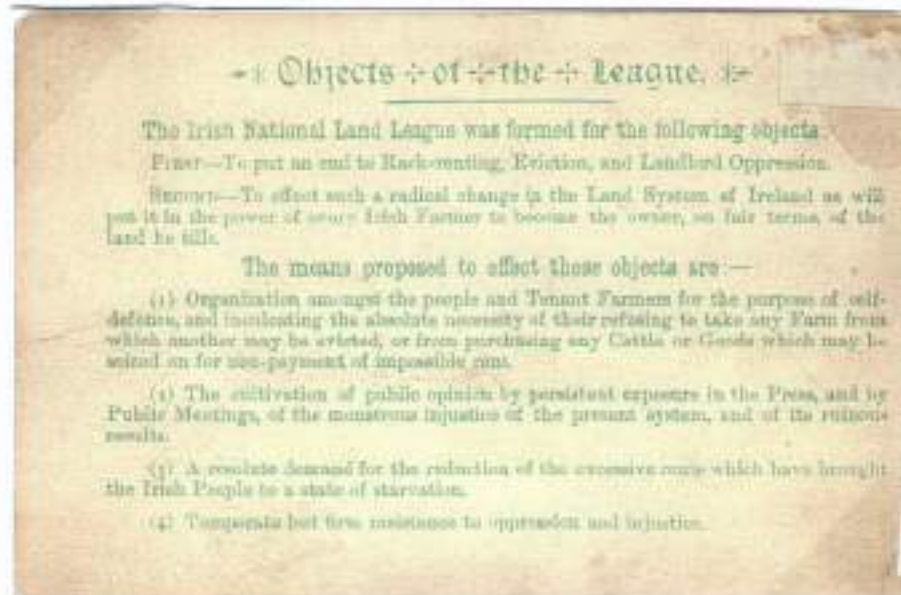 Objects of the League.
The Irish National Land League was formed for the following objects
FIRST—To put an end to Rack-renting, Eviction, and Landlord Oppression.
SECOND—To effect such a radical change in the Land System of Ireland as will
put it in the power of every Irish Farmer to become the owner, on fair terms, of the
land he tills.
The means proposed to effect these objects are:—
(1) Organization amongst the people and Tenant Farmers for the purpose of self-
defence, and inculcating the absolute necessity of their refusing to take any Farm from
which another may be evicted, or from purchasing any Cattle or Goods which may be
seized on for non-payment of impossible rent.
(2) The cultivation of public opinion by persistent exposure in the Press, and by
Public Meetings, of the monstrous injustice of the present system, and of its ruinous
results.
(3) A resolute demand for the reduction of the excessive rents which have brought
the Irish People to a state of starvation.
(4) Temperate but firm resistance to oppression and injustice.